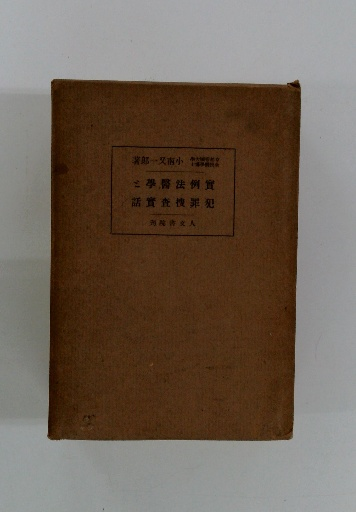 小南又一郎著
實例法醫學と
犯罪捜査實話
人文書院刊